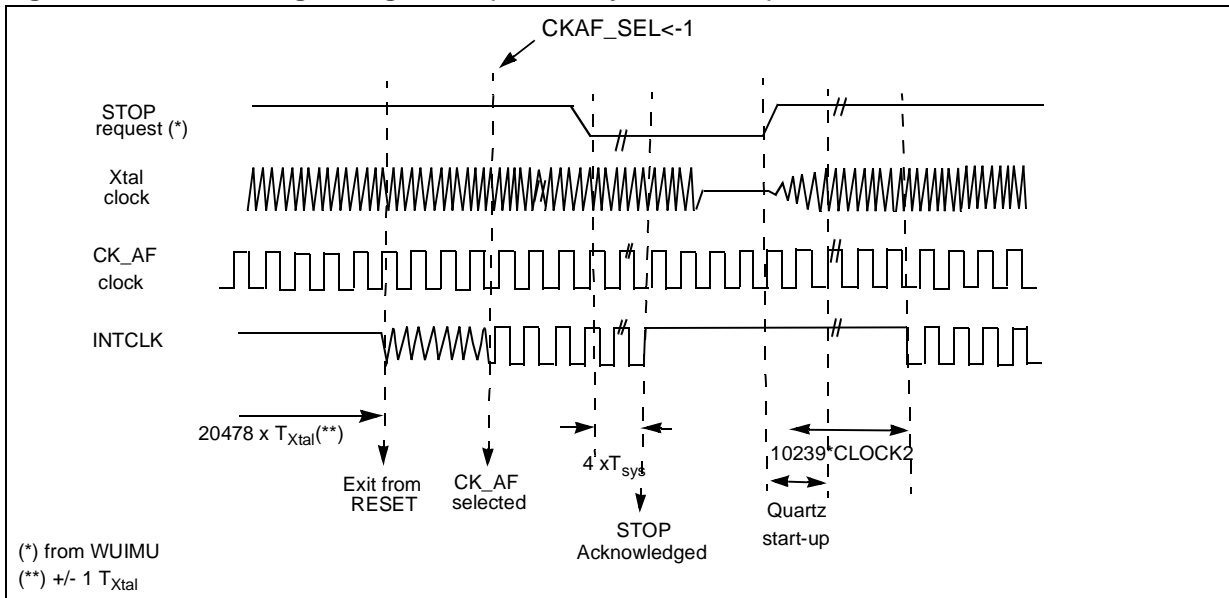 CKAF_SEL<-1
STOP
request (*)
Xtal
clock
CK_AF
clock
INTCLK
20478 x TXtal(**)
Exit from
RESET
CK_AF
selected
4 xTsys
STOP
Acknowledged
10239*CLOCK2
Quartz
start-up
(*) from WUIMU
(**) +/- 1 TXtal